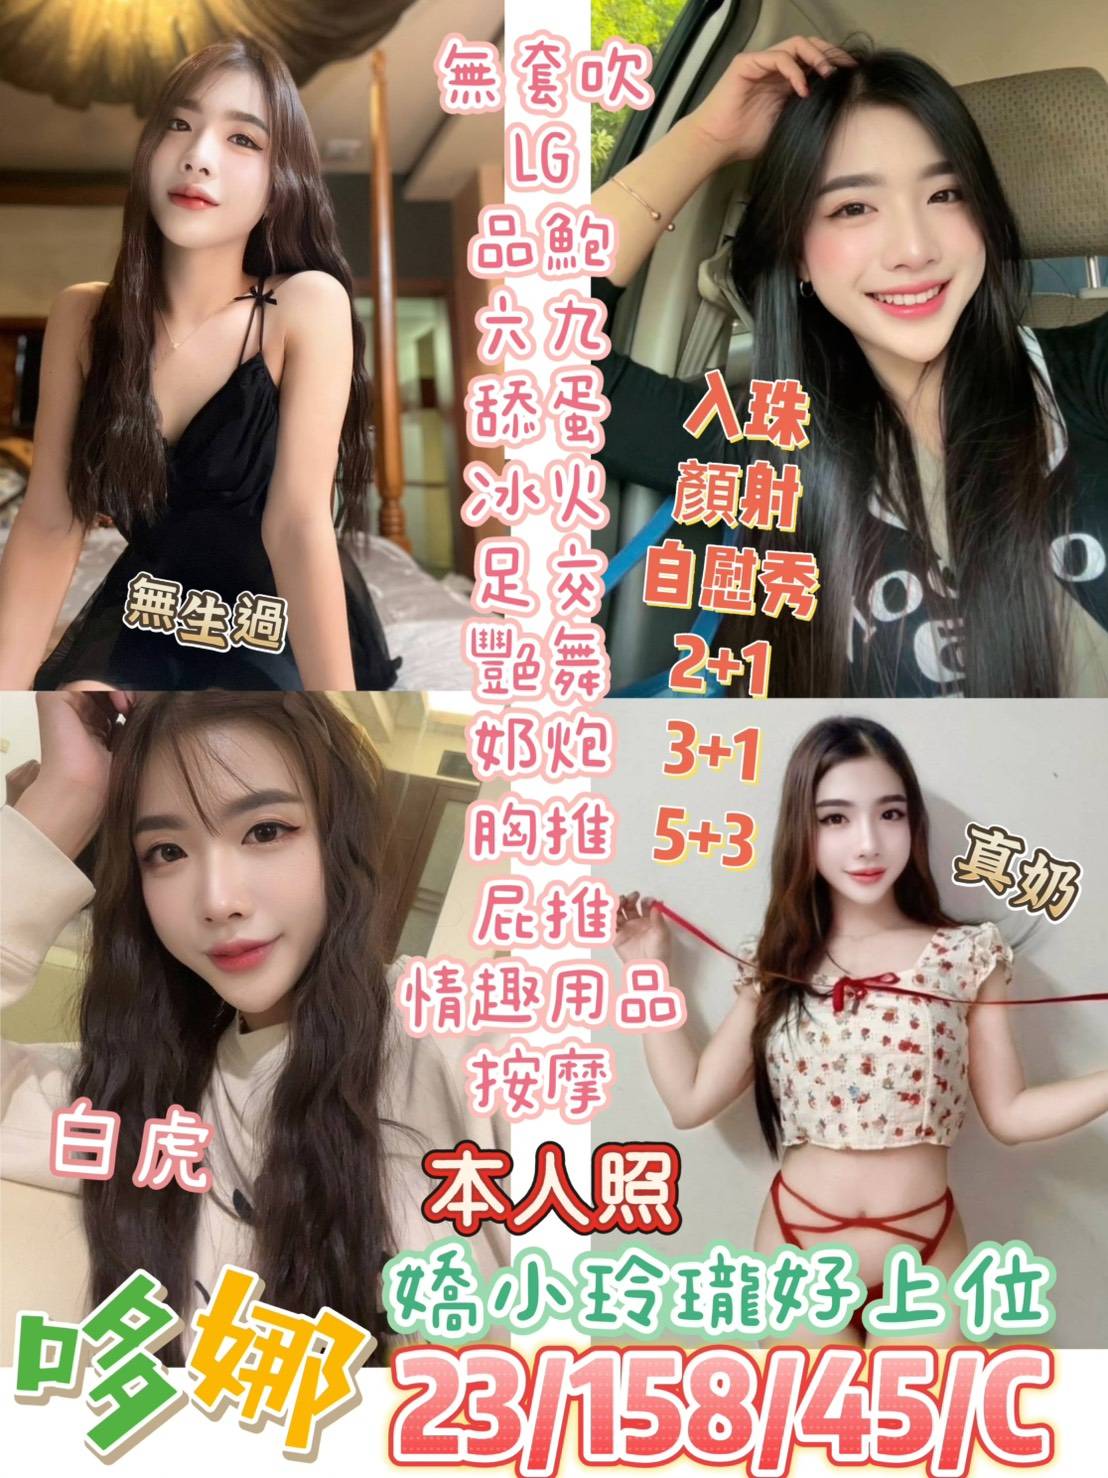 無套吹
LG
品鮑
六九
舔蛋
冰火
足交
豔舞
奶炮
胸推
屁推
情趣用品
按摩
入珠
顏射
自慰秀
2+1
3+1
5+3
無生過
真奶
白虎
本人照
嬌小玲瓏好上位
哆娜
23/158/45/C